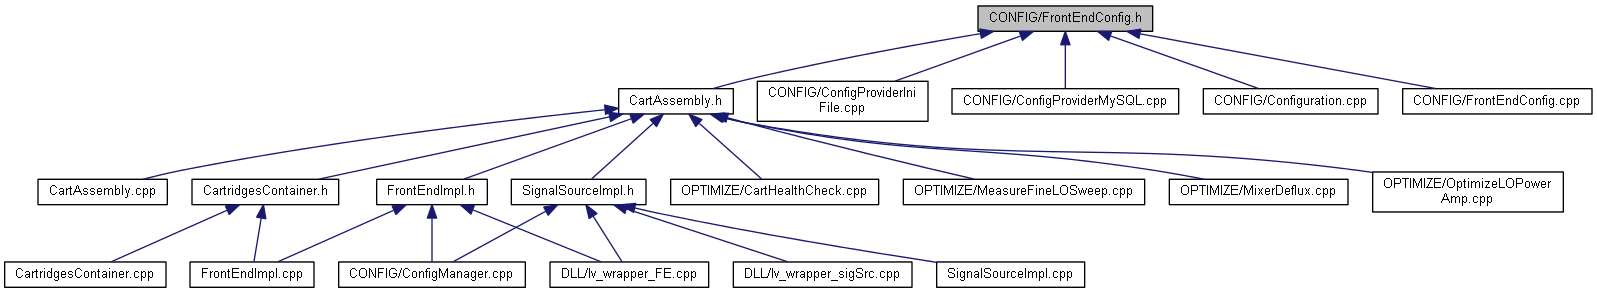 CONFIG/FrontEndConfig.h
CartAssembly.h
CONFIG/ConfigProviderIni
File.cpp
CONFIG/ConfigProviderMySQL.cpp
CONFIG/Configuration.cpp
CONFIG/FrontEndConfig.cpp
CartAssembly.cpp
CartridgesContainer.h
FrontEndImpl.h
SignalSourceImpl.h
OPTIMIZE/CartHealthCheck.cpp
OPTIMIZE/MeasureFineLOSweep.cpp
OPTIMIZE/MixerDeflux.cpp
OPTIMIZE/OptimizeLOPower
Amp.cpp
CartridgesContainer.cpp
FrontEndImpl.cpp
CONFIG/ConfigManager.cpp
DLL/lv_wrapper_FE.cpp
DLL/lv_wrapper_sigSrc.cpp
SignalSourceImpl.cpp